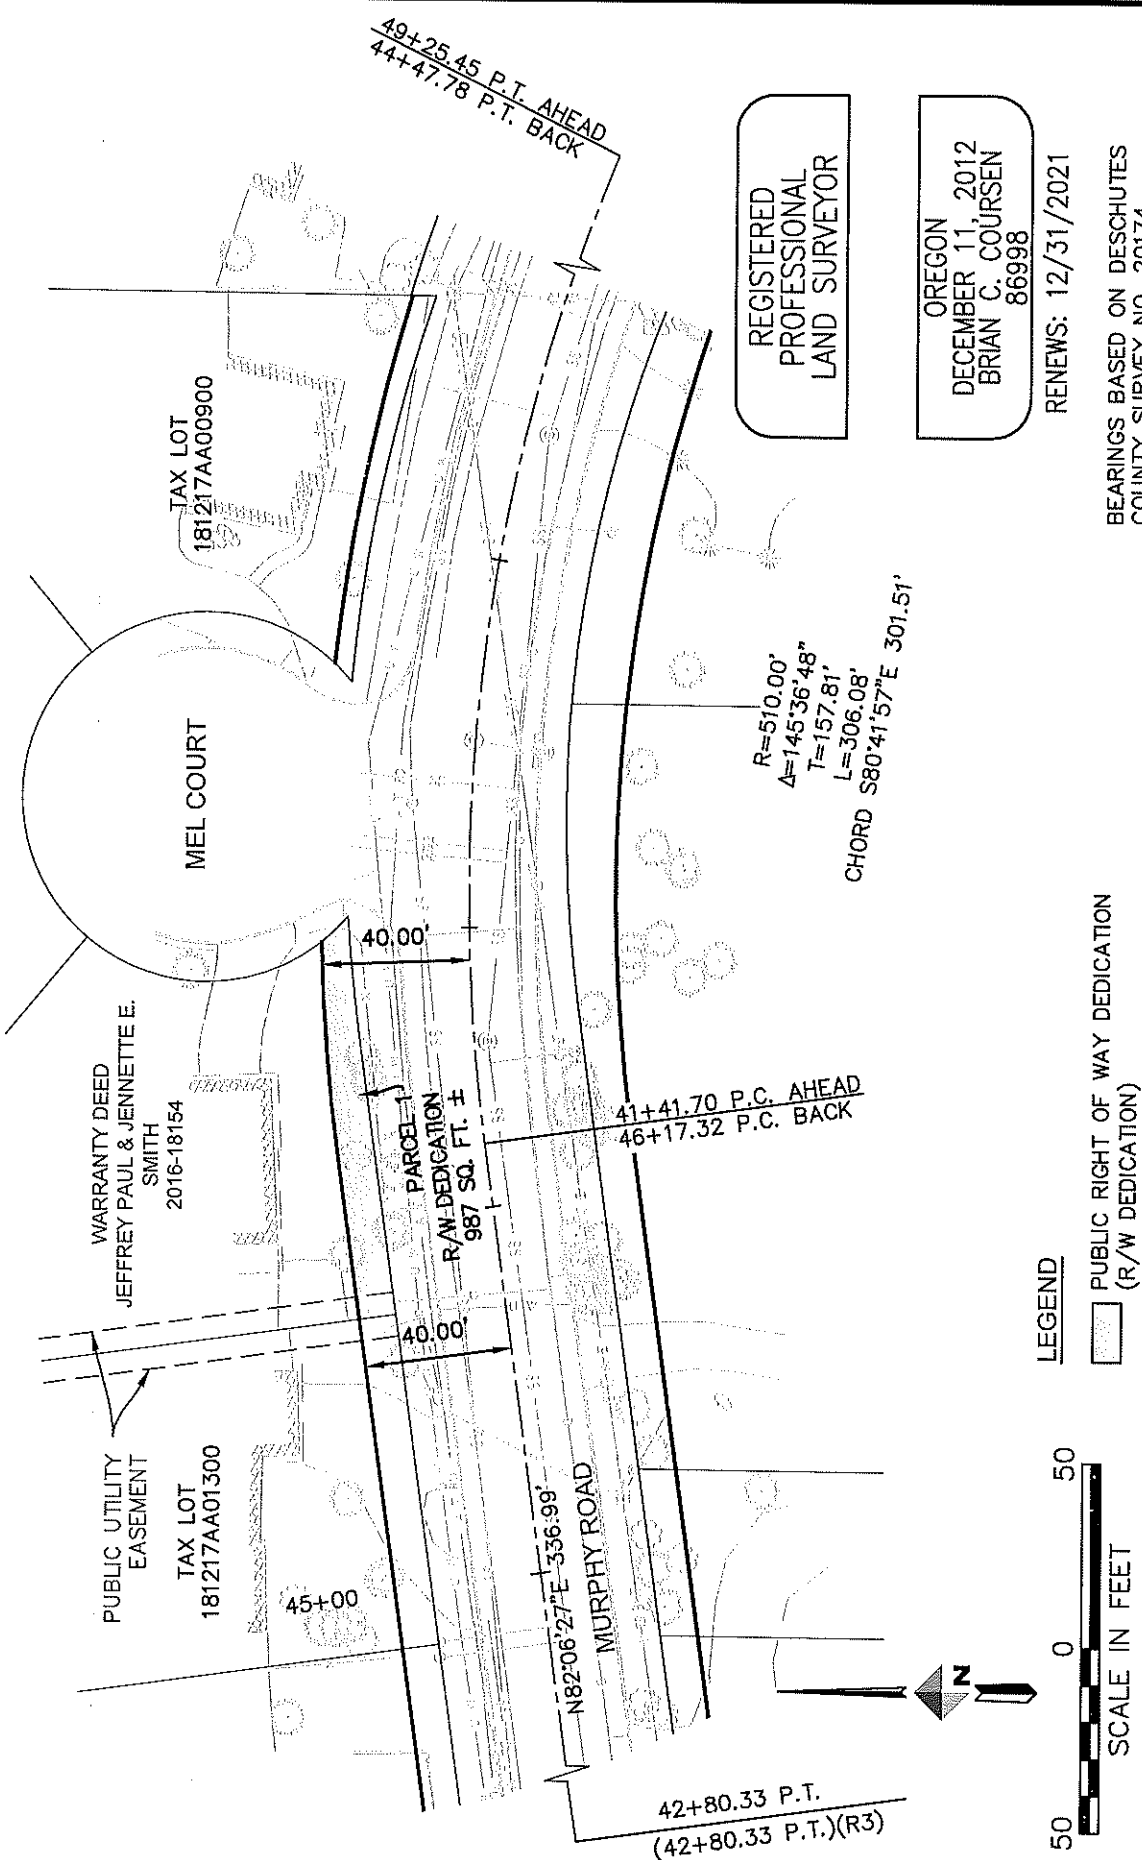 49+25.45 P.T. AHEAD
44+47.78 P.T. BACK
TAX LOT
181217AA00900
MEL COURT
WARRANTY DEED
JEFFREY PAUL & JENNETTE E.
SMITH
2016-18154
PUBLIC UTILITY
EASEMENT
TAX LOT
181217AA01300
45+00
40.00'
40.00'
PARCEL 1
R/W DEDICATION
987 SQ. FT. ±
41+41.70 P.C. AHEAD
46+17.32 P.C. BACK
N82°06'27"E 336.99'
MURPHY ROAD
42+80.33 P.T.
(42+80.33 P.T.)(R3)
R=510.00'
Δ=145°36'48"
T=157.81'
L=306.08'
CHORD S80°41'57"E 301.51'
REGISTERED
PROFESSIONAL
LAND SURVEYOR
OREGON
DECEMBER 11, 2012
BRIAN C. COURSEN
86998
RENEWS: 12/31/2021
BEARINGS BASED ON DESCHUTES
COUNTY SURVEY NO. 20174
LEGEND
PUBLIC RIGHT OF WAY DEDICATION
(R/W DEDICATION)
N
50 0 50
SCALE IN FEET